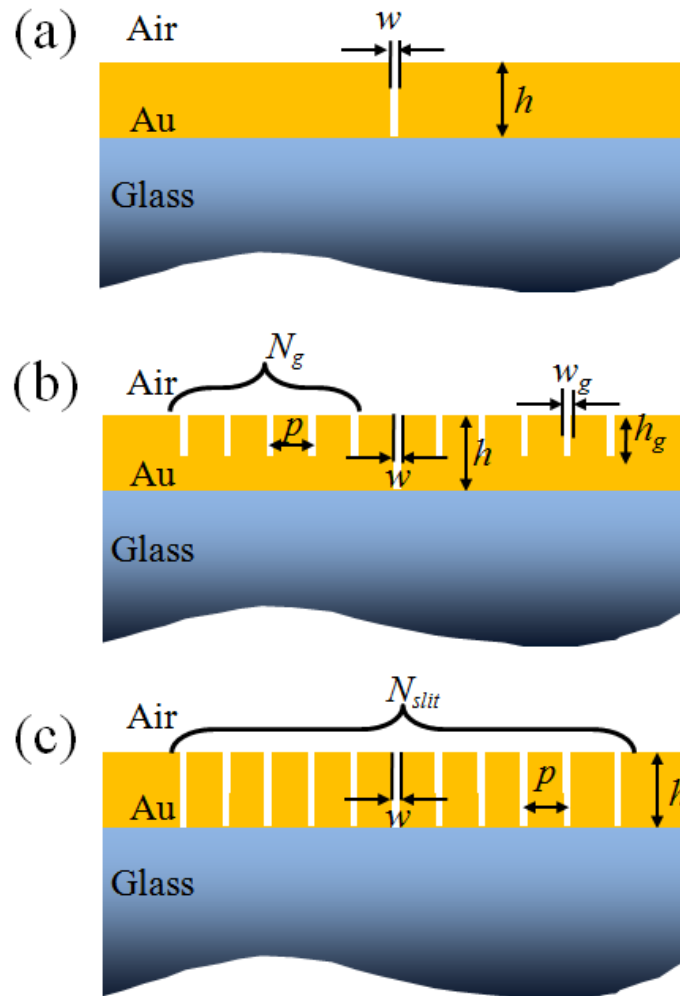 (a)
Air
w
h
Au
Glass
(b)
Air
N_g
w_g
p
h
h_g
w
Au
Glass
(c)
Air
N_slit
p
h
w
Au
Glass